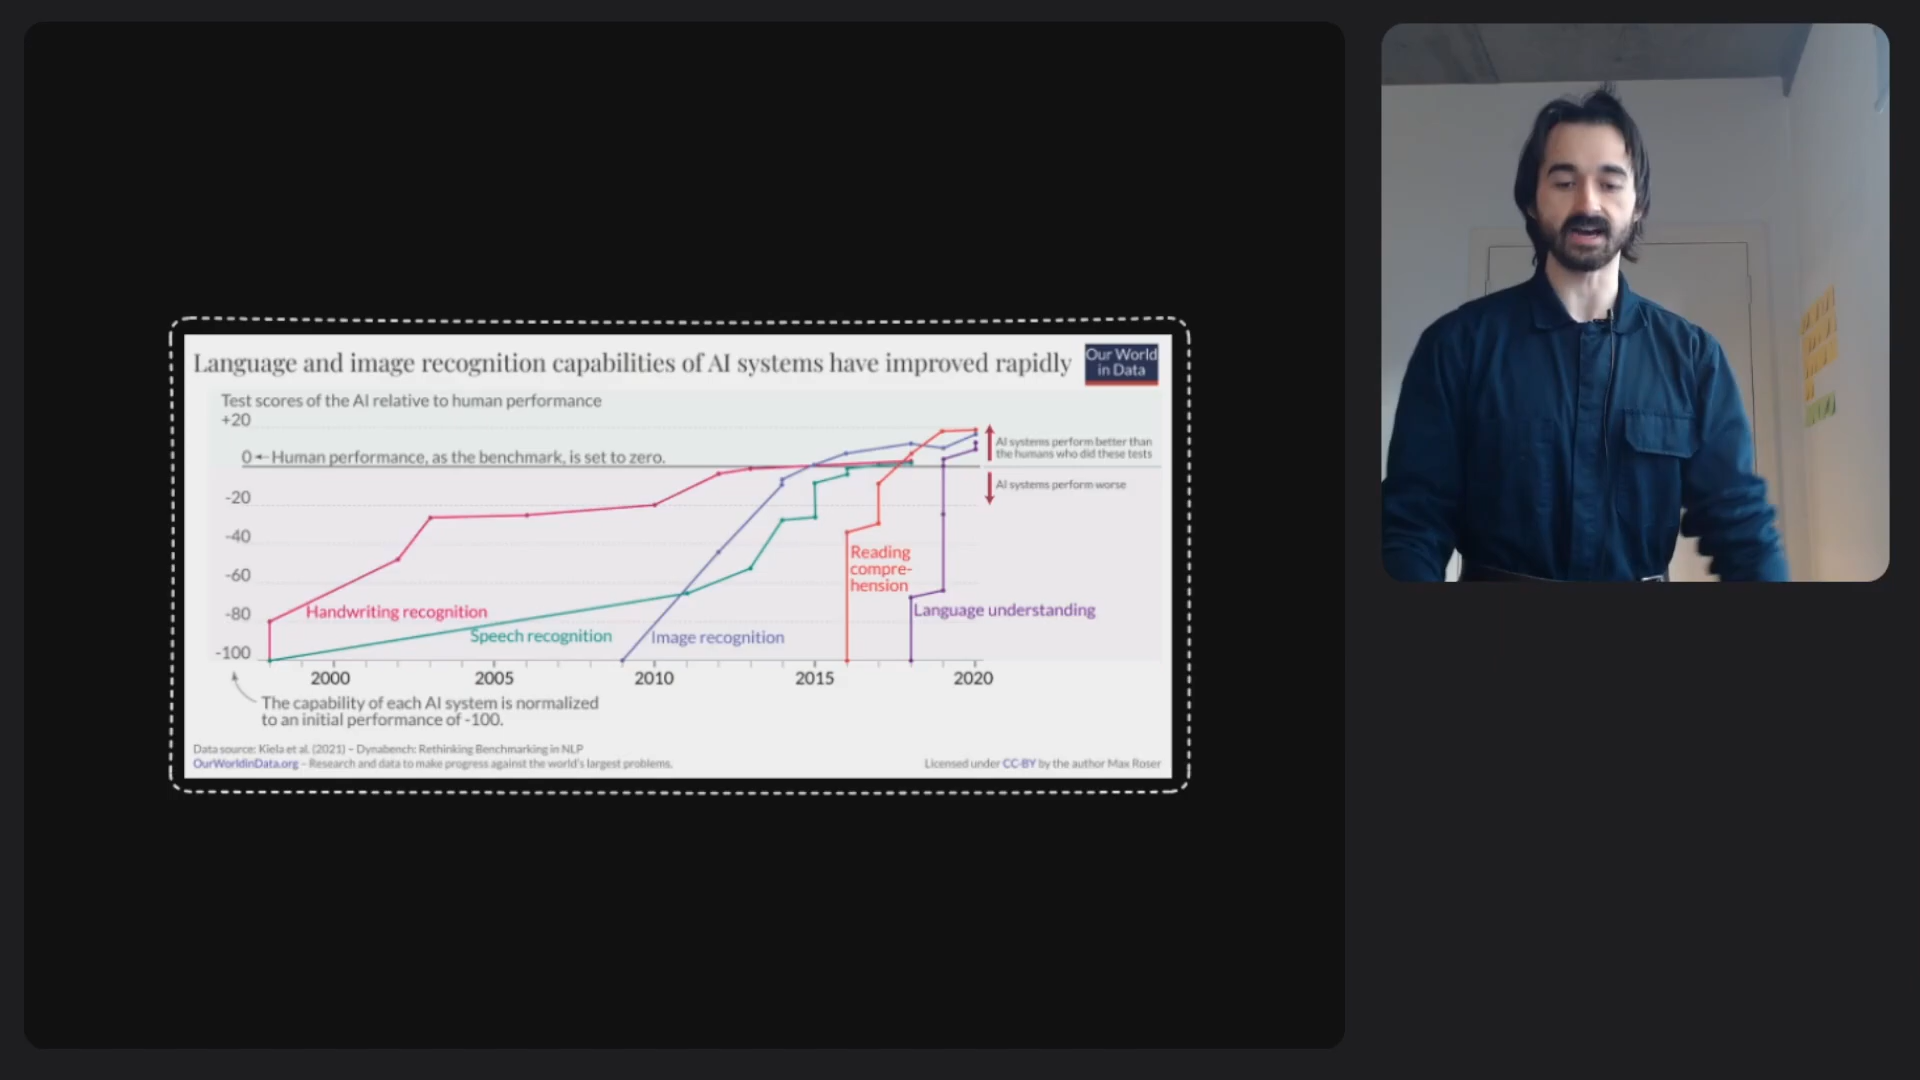 Language and image recognition capabilities of AI systems have improved rapidly
Our World
in Data
Test scores of the AI relative to human performance
+20
0 ←Human performance, as the benchmark, is set to zero.
AI systems perform better than
the humans who did these tests
AI systems perform worse
-20
-40
-60
-80
-100
Reading
compre-
hension
Handwriting recognition
Speech recognition
Image recognition
Language understanding
2000
2005
2010
2015
2020
The capability of each AI system is normalized
to an initial performance of -100.
Data source: Kiela et al. (2021) – Dynabench: Rethinking Benchmarking in NLP
OurWorldinData.org – Research and data to make progress against the world's largest problems.
Licensed under CC-BY by the author Max Roser